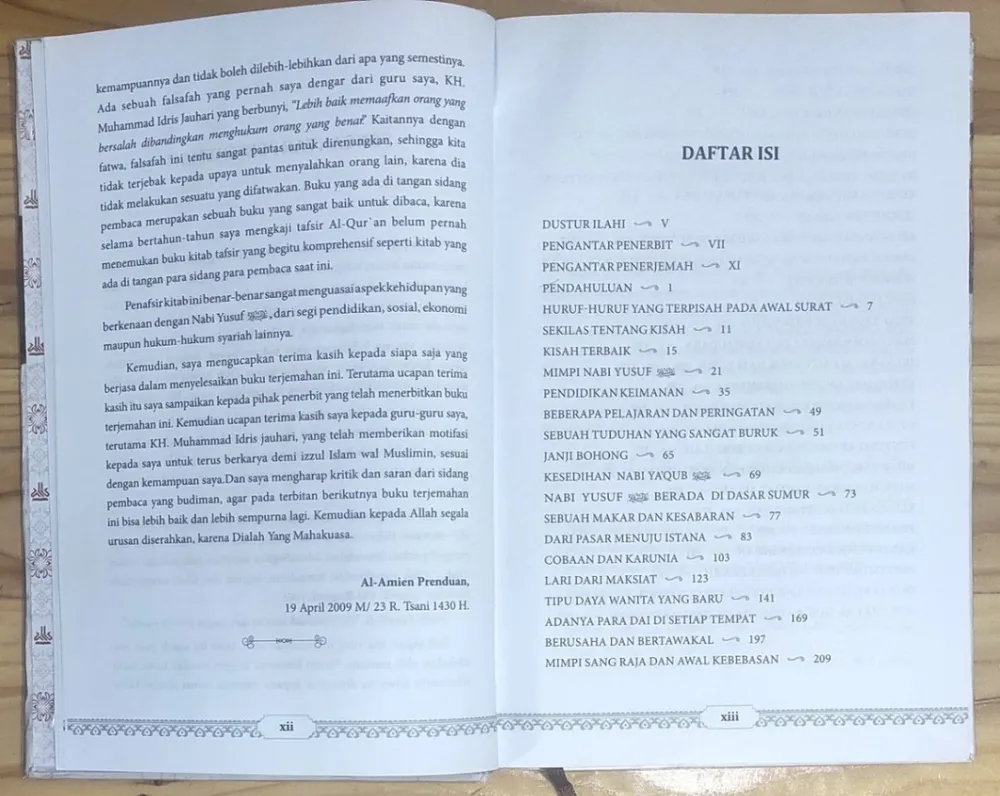 kemampuannya dan tidak boleh dilebih-lebihkan dari apa yang semestinya.
Ada sebuah falsafah yang pernah saya dengar dari guru saya, KH.
Muhammad Idris Jauhari yang berbunyi, "Lebih baik memaafkan orang yang
bersalah dibandingkan menghukum orang yang benar." Kaitannya dengan
fatwa, falsafah ini tentu sangat pantas untuk direnungkan, sehingga kita
tidak terjebak kepada upaya untuk menyalahkan orang lain, karena dia
tidak melakukan sesuatu yang difatwakan. Buku yang ada di tangan sidang
pembaca merupakan sebuah buku yang sangat baik untuk dibaca, karena
selama bertahun-tahun saya mengkaji tafsir Al-Qur`an belum pernah
menemukan buku kitab tafsir yang begitu komprehensif seperti kitab yang
ada di tangan para sidang para pembaca saat ini.
Penafsir kitab ini benar-benar sangat menguasai aspek kehidupan yang
berkenaan dengan Nabi Yusuf , dari segi pendidikan, sosial, ekonomi
maupun hukum-hukum syariah lainnya.
Kemudian, saya mengucapkan terima kasih kepada siapa saja yang
berjasa dalam menyelesaikan buku terjemahan ini. Terutama ucapan terima
kasih itu saya sampaikan kepada pihak penerbit yang telah menerbitkan buku
terjemahan ini. Kemudian ucapan terima kasih saya kepada guru-guru saya,
terutama KH. Muhammad Idris jauhari, yang telah memberikan motifasi
kepada saya untuk terus berkarya demi izzul Islam wal Muslimin, sesuai
dengan kemampuan saya.Dan saya mengharap kritik dan saran dari sidang
pembaca yang budiman, agar pada terbitan berikutnya buku terjemahan
ini bisa lebih baik dan lebih sempurna lagi. Kemudian kepada Allah segala
urusan diserahkan, karena Dialah Yang Mahakuasa.
Al-Amien Prenduan,
19 April 2009 M/ 23 R. Tsani 1430 H.
xii
DAFTAR ISI
DUSTUR ILAHI V
PENGANTAR PENERBIT VII
PENGANTAR PENERJEMAH XI
PENDAHULUAN 1
HURUF-HURUF YANG TERPISAH PADA AWAL SURAT 7
SEKILAS TENTANG KISAH 11
KISAH TERBAIK 15
MIMPI NABI YUSUF 21
PENDIDIKAN KEIMANAN 35
BEBERAPA PELAJARAN DAN PERINGATAN 49
SEBUAH TUDUHAN YANG SANGAT BURUK 51
JANJI BOHONG 65
KESEDIHAN NABI YA'QUB 69
NABI YUSUF BERADA DI DASAR SUMUR 73
SEBUAH MAKAR DAN KESABARAN 77
DARI PASAR MENUJU ISTANA 83
COBAAN DAN KARUNIA 103
LARI DARI MAKSIAT 123
TIPU DAYA WANITA YANG BARU 141
ADANYA PARA DAI DI SETIAP TEMPAT 169
BERUSAHA DAN BERTAWAKAL 197
MIMPI SANG RAJA DAN AWAL KEBEBASAN 209
xiii